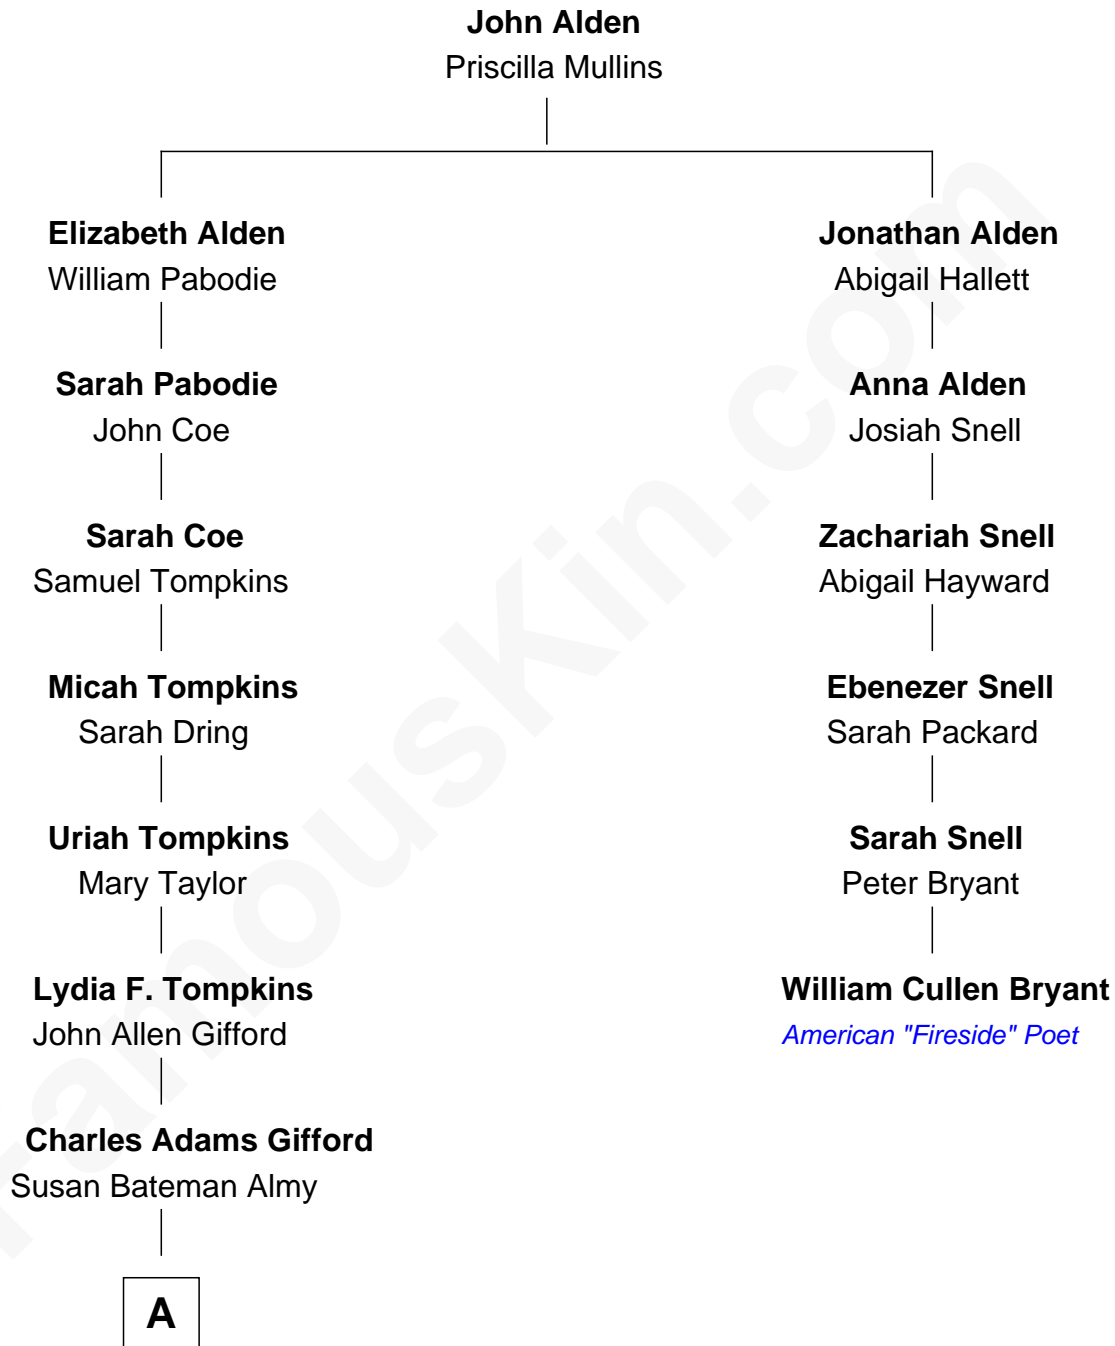 John Alden
Priscilla Mullins
Elizabeth Alden
William Pabodie
Jonathan Alden
Abigail Hallett
Sarah Pabodie
John Coe
Anna Alden
Josiah Snell
Sarah Coe
Samuel Tompkins
Zachariah Snell
Abigail Hayward
Micah Tompkins
Sarah Dring
Ebenezer Snell
Sarah Packard
Uriah Tompkins
Mary Taylor
Sarah Snell
Peter Bryant
Lydia F. Tompkins
John Allen Gifford
William Cullen Bryant
American "Fireside" Poet
Charles Adams Gifford
Susan Bateman Almy
A
FamousKin.com